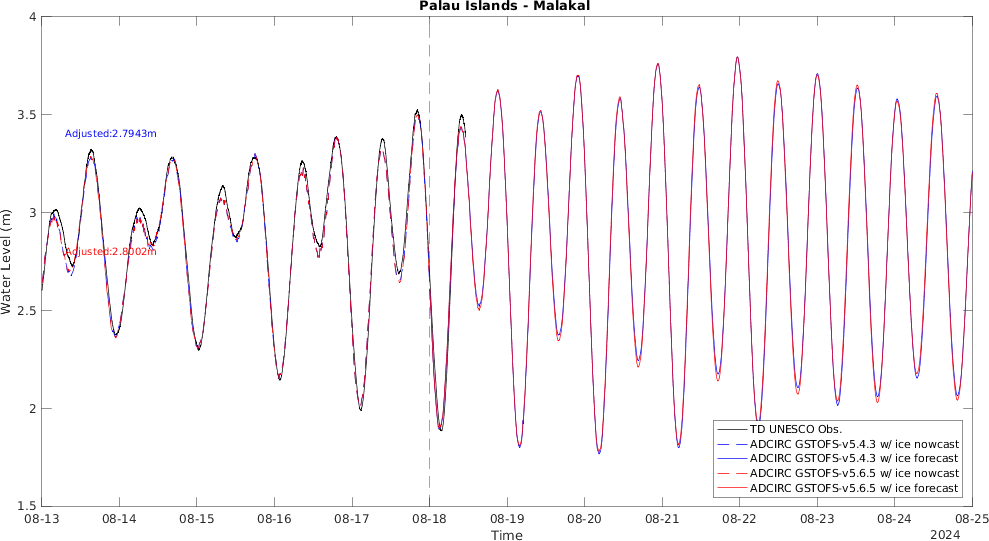 Palau Islands - Malakal
4
3.5
3
2.5
2
1.5
Water Level (m)
Adjusted:2.7943m
Adjusted:2.8002m
TD UNESCO Obs.
ADCIRC GSTOFS-v5.4.3 w/ ice nowcast
ADCIRC GSTOFS-v5.4.3 w/ ice forecast
ADCIRC GSTOFS-v5.6.5 w/ ice nowcast
ADCIRC GSTOFS-v5.6.5 w/ ice forecast
08-13 08-14 08-15 08-16 08-17 08-18 08-19 08-20 08-21 08-22 08-23 08-24 08-25
Time
2024